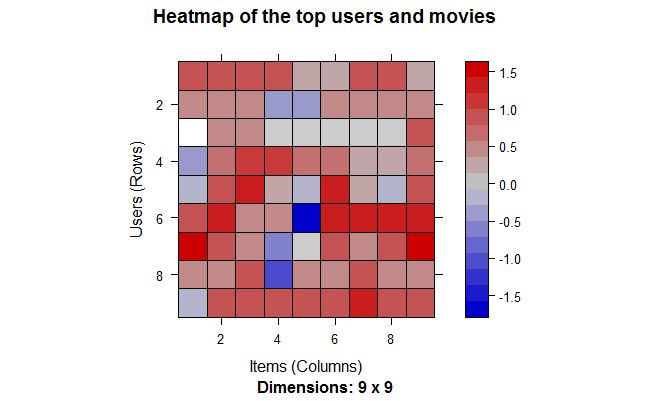 Heatmap of the top users and movies
Users (Rows)
2
4
6
8
2 4 6 8
1.5
1.0
0.5
0.0
-0.5
-1.0
-1.5
Items (Columns)
Dimensions: 9 x 9